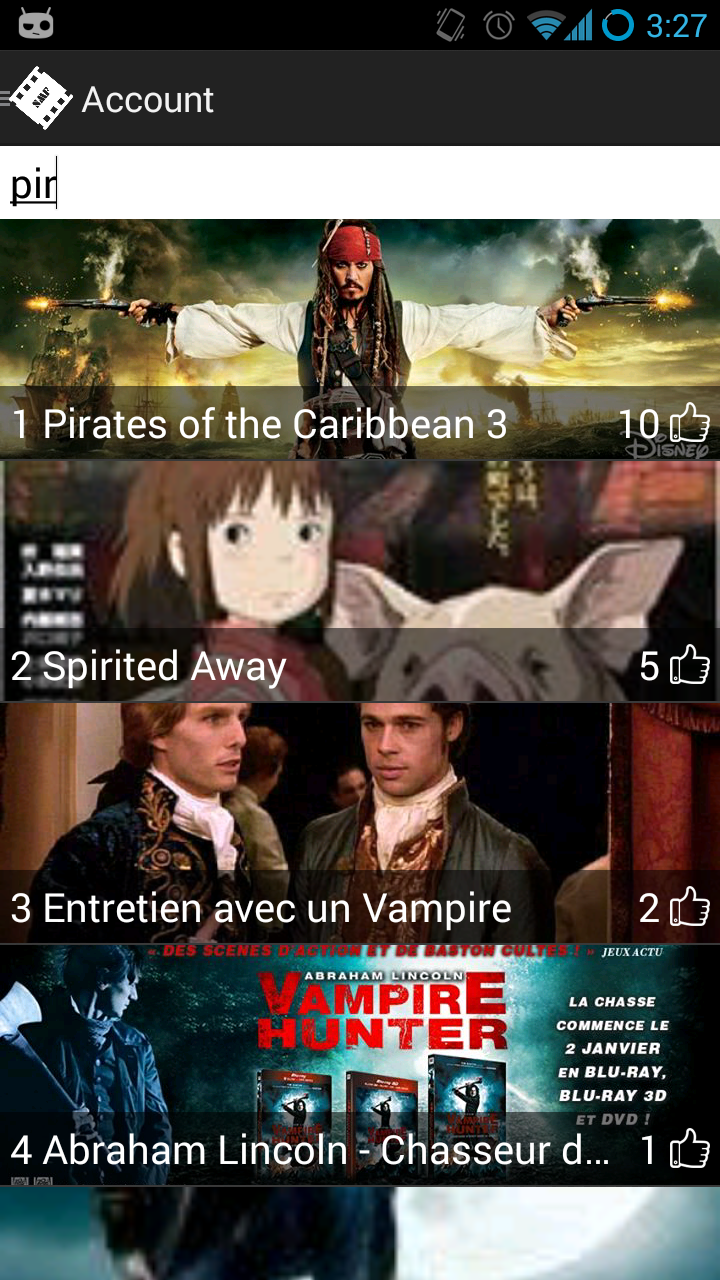 3:27
NMF
Account
pir
1 Pirates of the Caribbean 3 10
Disney
2 Spirited Away 5
3 Entretien avec un Vampire 2
« DES SCÈNES D'ACTION ET DE BASTON CULTES ! » JEUX ACTU
ABRAHAM LINCOLN
VAMPIRE
HUNTER
LA CHASSE
COMMENCE LE
2 JANVIER
EN BLU-RAY,
BLU-RAY 3D
ET DVD !
4 Abraham Lincoln - Chasseur d... 1